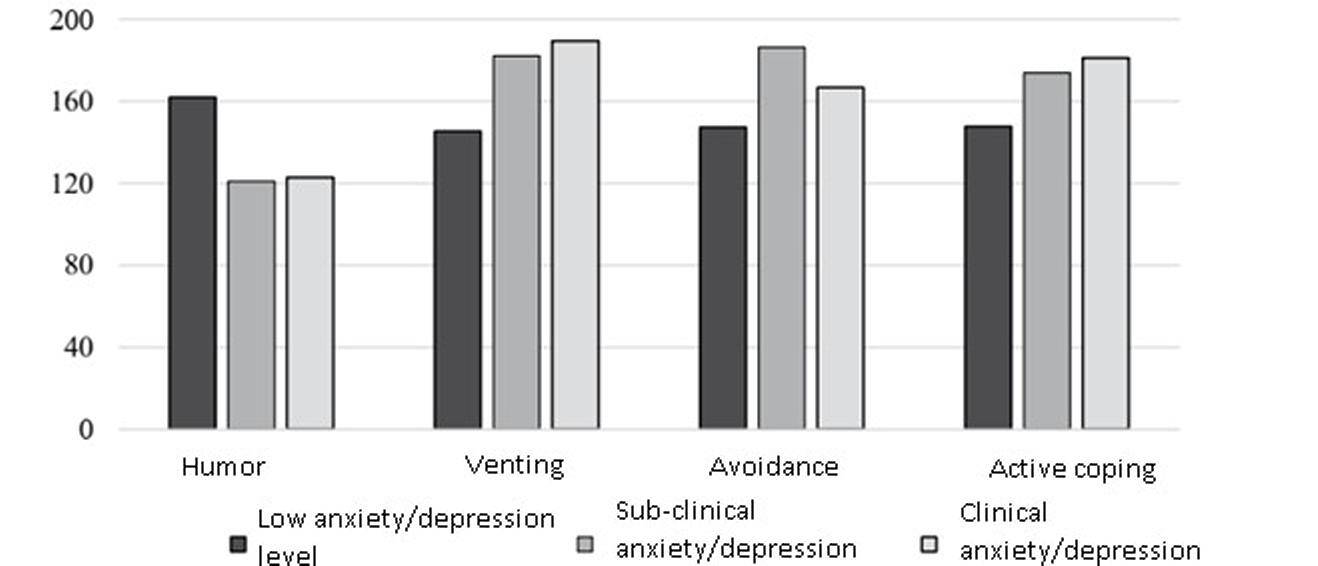 200
160
120
80
40
0
Humor
Venting
Avoidance
Active coping
Low anxiety/depression
level
Sub-clinical
anxiety/depression
Clinical
anxiety/depression